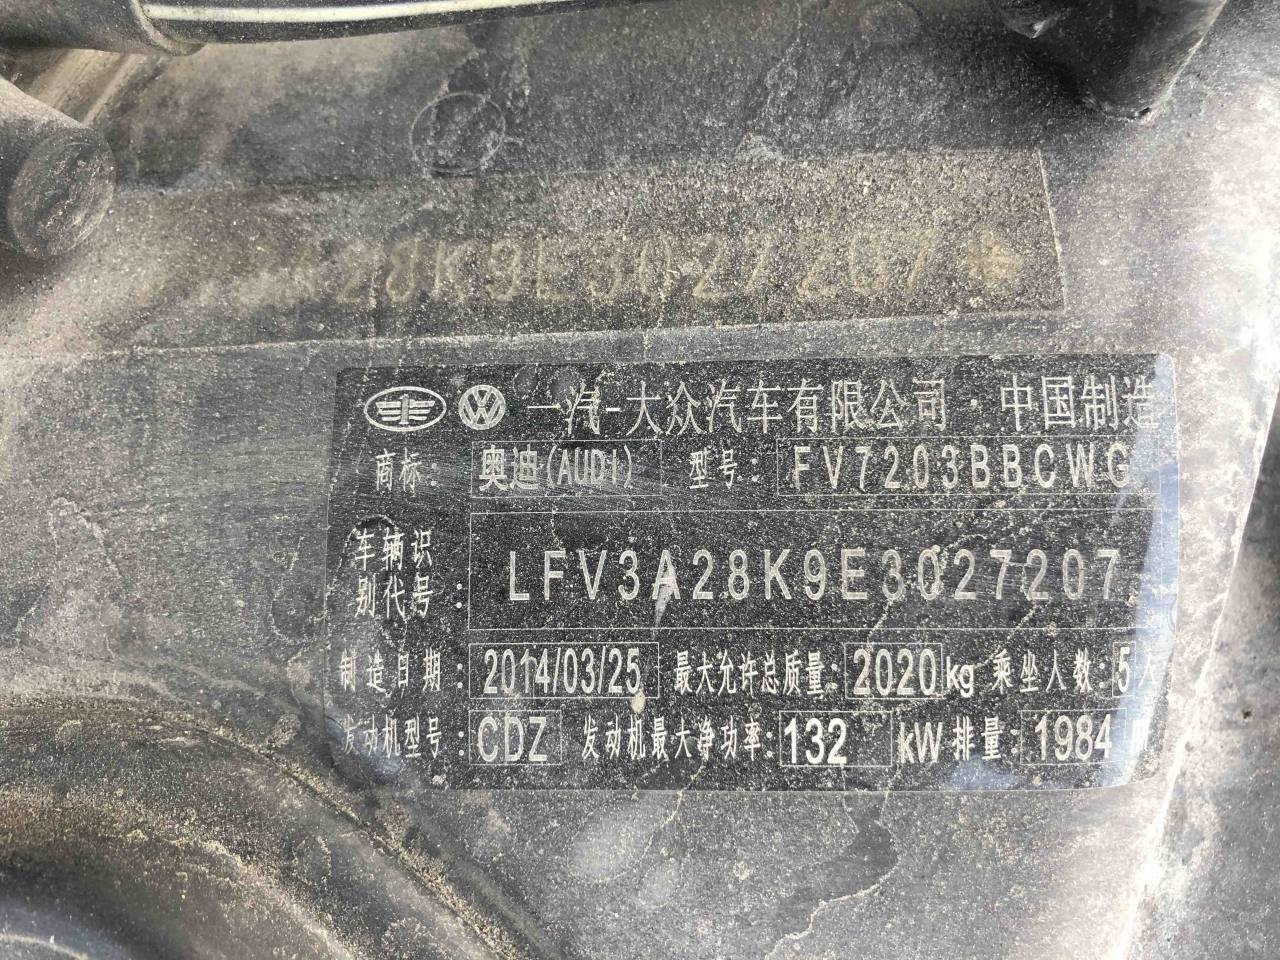 28K9E3027207*
一汽-大众汽车有限公司·中国制造
商标: 奥迪(AUDI) 型号: FV7203BBCWG
车辆识
别代号: LFV3A28K9E3027207
制造日期: 2014/03/25 最大允许总质量: 2020kg 乘坐人数: 5人
发动机型号: CDZ 发动机最大净功率: 132 kW 排量: 1984